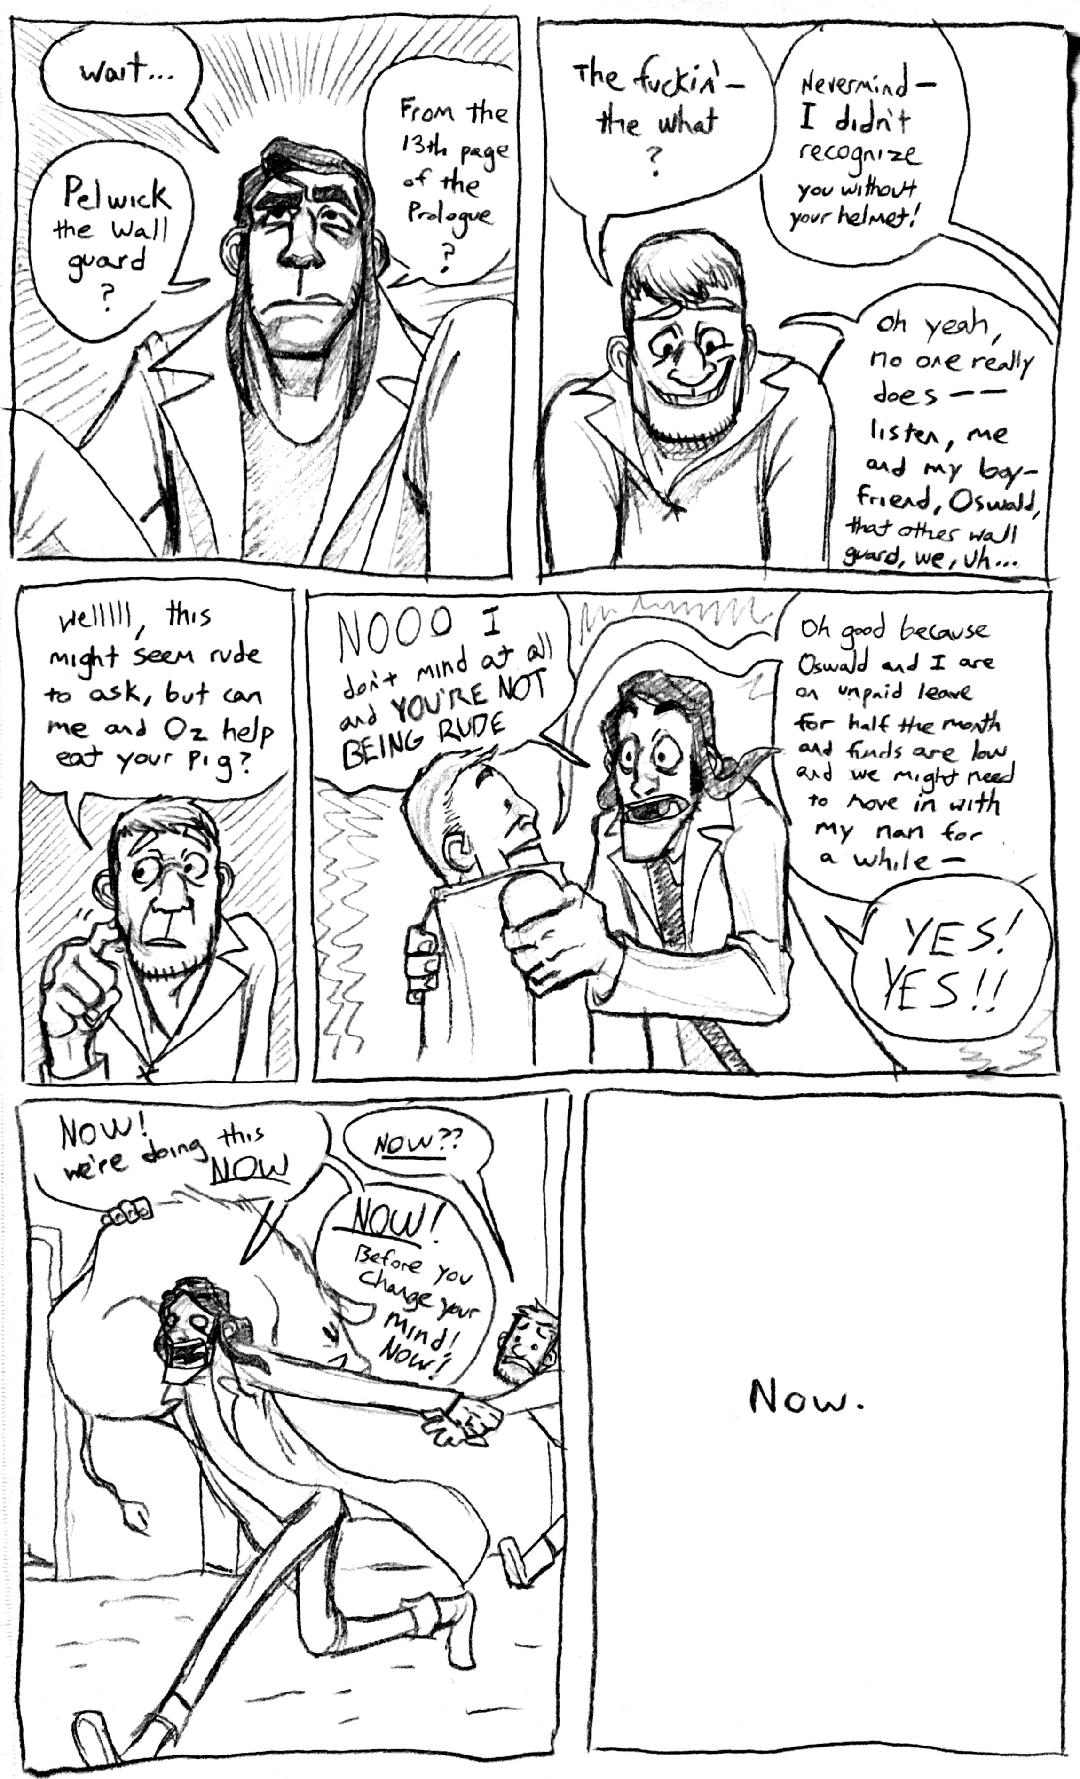 wait...
Pelwick
the Wall
guard
?
From the
13th page
of the
Prologue
?
The fuckin'—
the what
?
Nevermind—
I didn't
recognize
you without
your helmet!
Oh yeah,
no one really
does — —
listen, me
and my boy-
friend, Oswald,
that other wall
guard, we, uh...
wellllll, this
might seem rude
to ask, but can
me and Oz help
eat your pig?
NOOO I
don't mind at all
and YOU'RE NOT
BEING RUDE
Oh good because
Oswald and I are
on unpaid leave
for half the month
and funds are low
and we might need
to move in with
my nan for
a while—
YES!
YES!!
NOW!
we're doing this
NOW
NOW??
NOW!
Before you
change your
mind!
NOW!
Now.